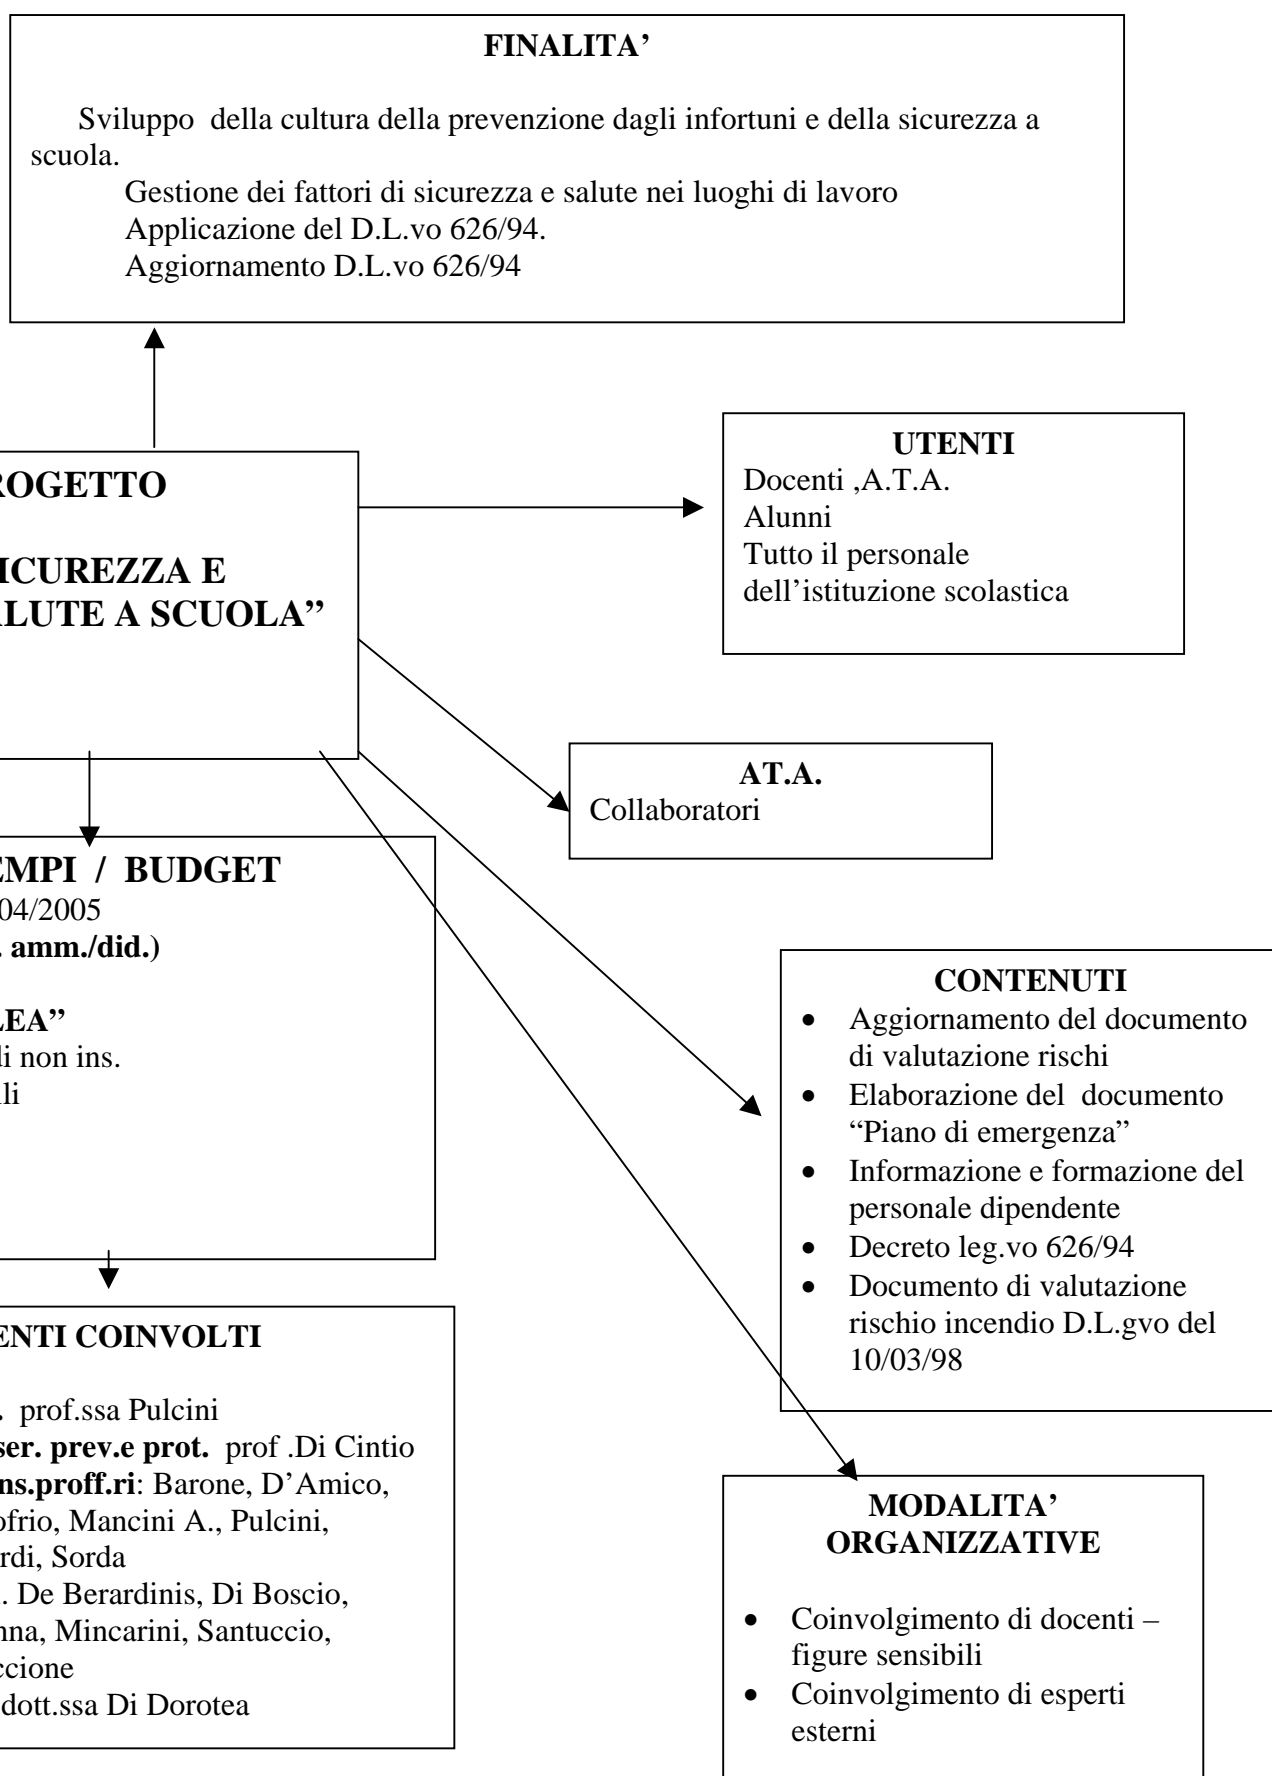 FINALITA’
Sviluppo della cultura della prevenzione dagli infortuni e della sicurezza a
scuola.
Gestione dei fattori di sicurezza e salute nei luoghi di lavoro
Applicazione del D.L.vo 626/94.
Aggiornamento D.L.vo 626/94
UTENTI
Docenti ,A.T.A.
Alunni
Tutto il personale
dell’istituzione scolastica
ROGETTO
ICUREZZA E
ALUTE A SCUOLA”
AT.A.
Collaboratori
EMPI / BUDGET
04/2005
. amm./did.)
LEA”
di non ins.
li
CONTENUTI
• Aggiornamento del documento
di valutazione rischi
• Elaborazione del documento
“Piano di emergenza”
• Informazione e formazione del
personale dipendente
• Decreto leg.vo 626/94
• Documento di valutazione
rischio incendio D.L.gvo del
10/03/98
ENTI COINVOLTI
. prof.ssa Pulcini
ser. prev.e prot. prof .Di Cintio
ns.proff.ri: Barone, D’Amico,
ofrio, Mancini A., Pulcini,
rdi, Sorda
. De Berardinis, Di Boscio,
nna, Mincarini, Santuccio,
ccione
dott.ssa Di Dorotea
MODALITA’
ORGANIZZATIVE
• Coinvolgimento di docenti –
figure sensibili
• Coinvolgimento di esperti
esterni